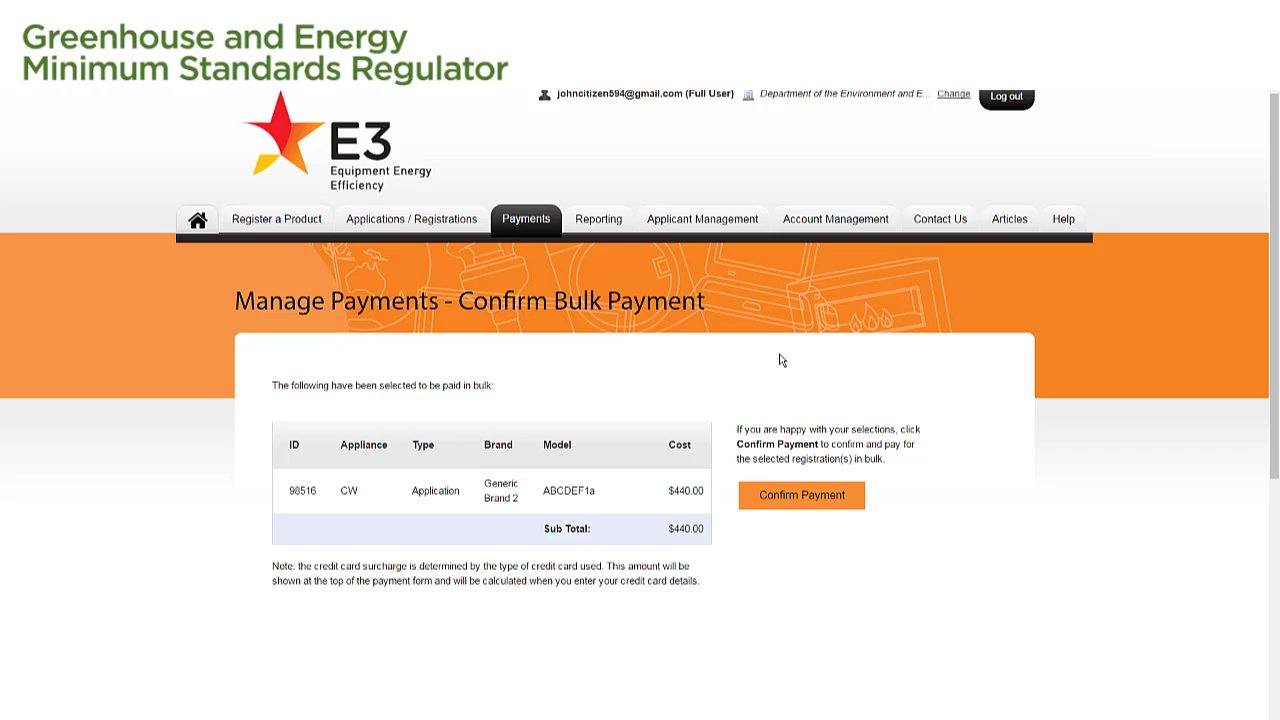 Greenhouse and Energy
Minimum Standards Regulator
johncitizen594@gmail.com (Full User) Department of the Environment and E... Change Log out
E3
Equipment Energy
Efficiency
Register a Product Applications / Registrations Payments Reporting Applicant Management Account Management Contact Us Articles Help
Manage Payments - Confirm Bulk Payment
The following have been selected to be paid in bulk:
ID Appliance Type Brand Model Cost
98516 CW Application Generic Brand 2 ABCDEF1a $440.00
Sub Total: $440.00
Note: the credit card surcharge is determined by the type of credit card used. This amount will be
shown at the top of the payment form and will be calculated when you enter your credit card details.
If you are happy with your selections, click
Confirm Payment to confirm and pay for
the selected registration(s) in bulk.
Confirm Payment